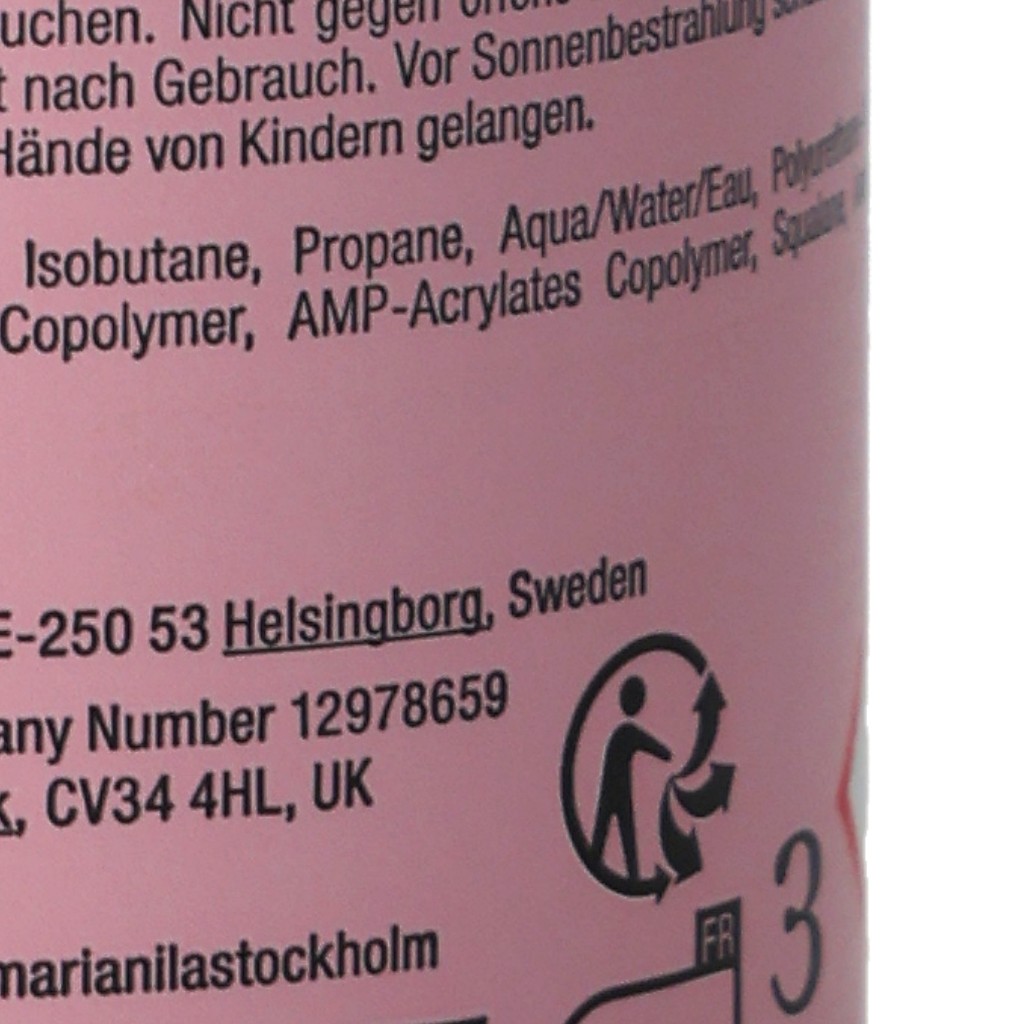 uchen. Nicht gegen
nach Gebrauch. Vor Sonnenbestrahlung
Hände von Kindern gelangen.
Isobutane, Propane, Aqua/Water/Eau,
Copolymer, AMP-Acrylates Copolymer,
E-250 53 Helsingborg, Sweden
any Number 12978659
k, CV34 4HL, UK
marianilastockholm
FR
3